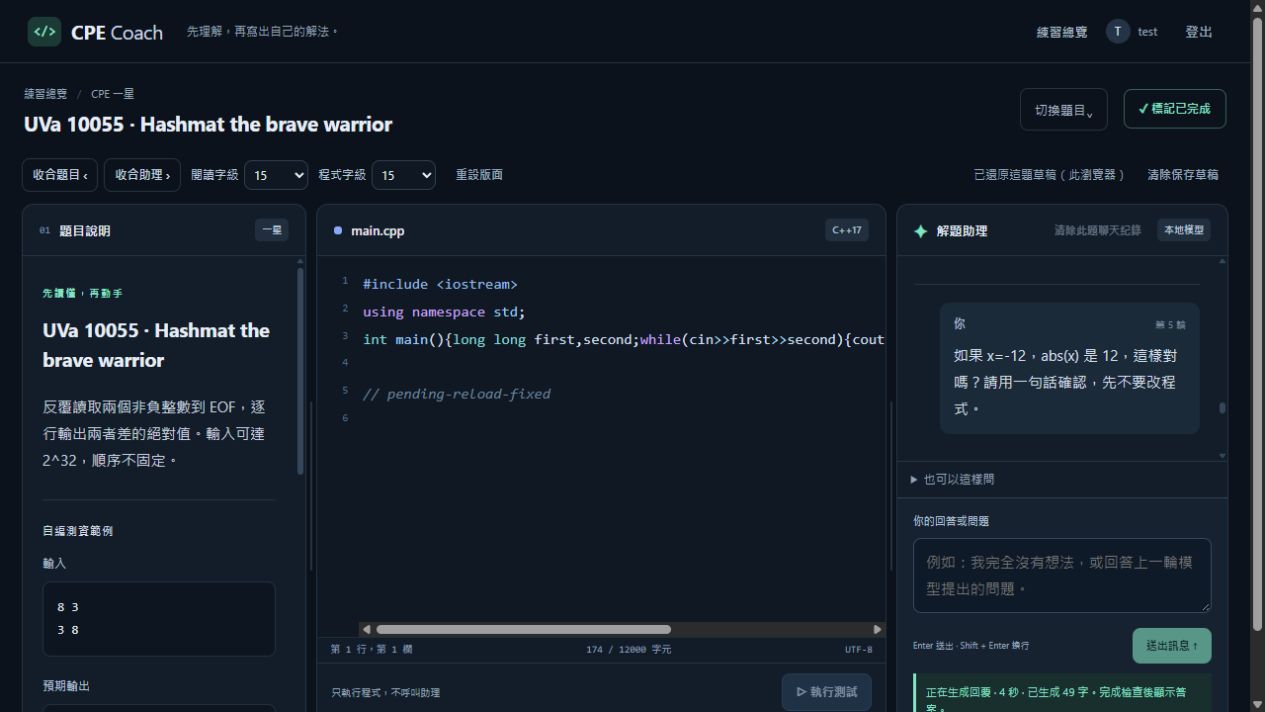 </> CPE Coach 先理解，再寫出自己的解法。 練習總覽 T test 登出
練習總覽 / CPE 一星
UVa 10055 · Hashmat the brave warrior
切換題目⌄ ✓ 標記已完成
收合題目 ‹ 收合助理 › 閱讀字級 15 程式字級 15 重設版面 已還原這題草稿（此瀏覽器） 清除保存草稿
01 題目說明 一星
先讀懂，再動手
UVa 10055 · Hashmat the
brave warrior
反覆讀取兩個非負整數到 EOF，逐
行輸出兩者差的絕對值。輸入可達
2^32，順序不固定。
自編測資範例
輸入
8 3
3 8
預期輸出
main.cpp C++17
1 #include <iostream>
2 using namespace std;
3 int main(){long long first,second;while(cin>>first>>second){cout
4
5 // pending-reload-fixed
6
第 1 行，第 1 欄 174 / 12000 字元 UTF-8
只執行程式，不呼叫助理 ▷ 執行測試
解題助理 清除此題聊天紀錄 本地模型
你 第 5 輪
如果 x=-12，abs(x) 是 12，這樣對
嗎？請用一句話確認，先不要改程
式。
▶ 也可以這樣問
你的回答或問題
例如：我完全沒有想法，或回答上一輪模
型提出的問題。
Enter 送出 · Shift + Enter 換行 送出訊息 ↑
正在生成回覆 · 4 秒 · 已生成 49 字。完成檢查後顯示答
案。